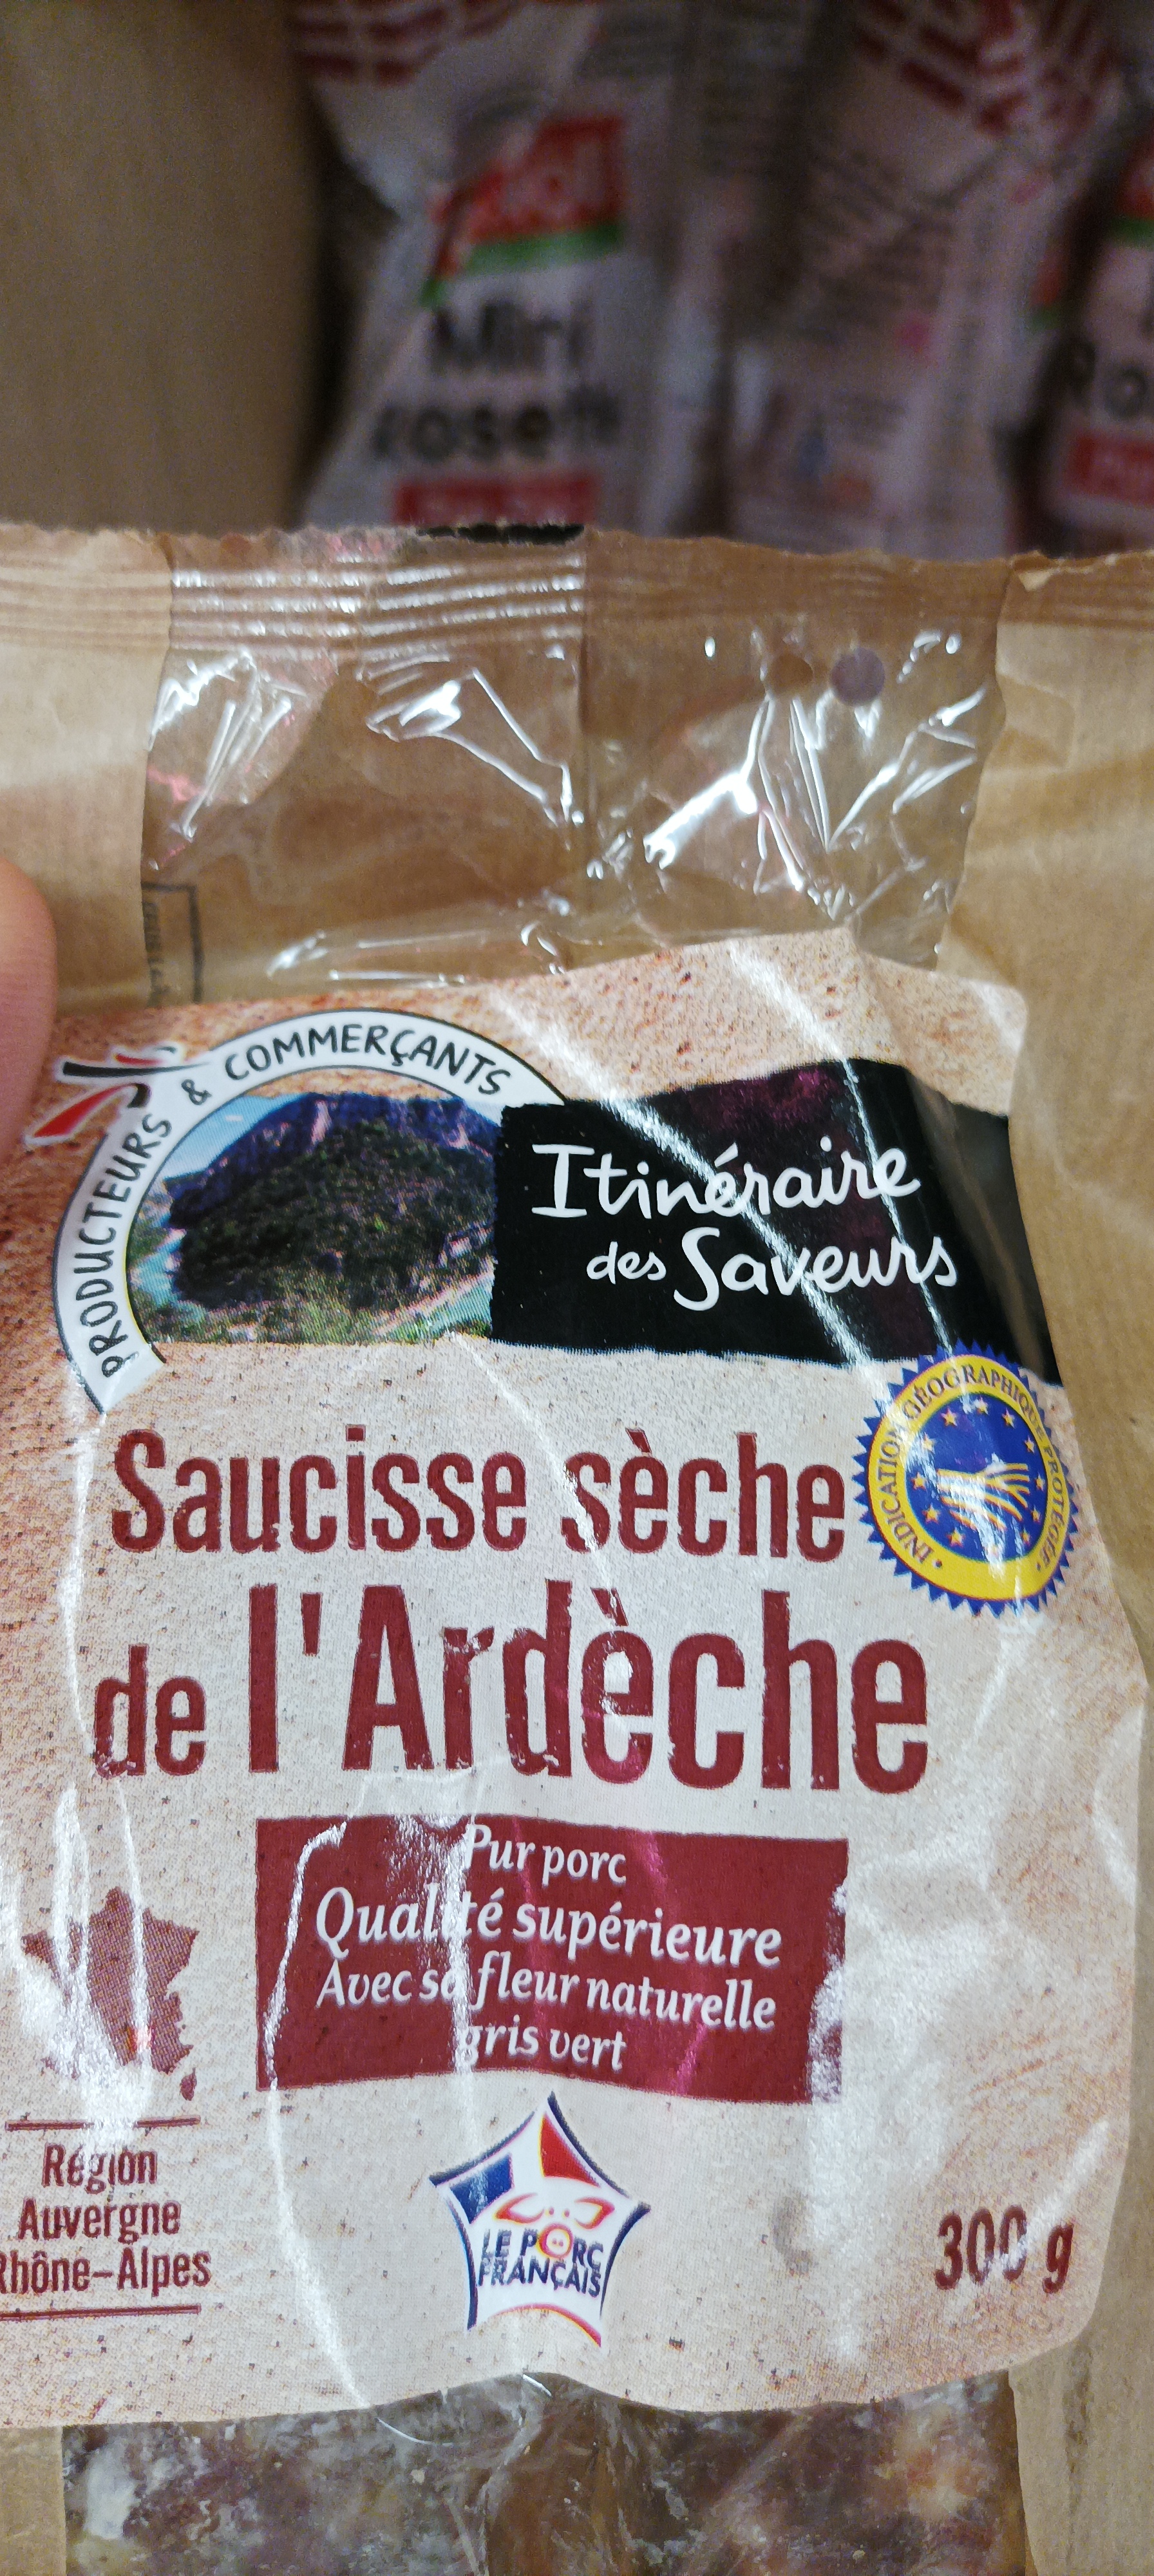 Mini
PRODUCTEURS & COMMERÇANTS
Itinéraire
des Saveurs
INDICATION GÉOGRAPHIQUE PROTÉGÉE
Saucisse sèche
de l'Ardèche
Pur porc
Qualité supérieure
Avec sa fleur naturelle
gris vert
Région
Auvergne
Rhône-Alpes
LE PORC
FRANÇAIS
300 g